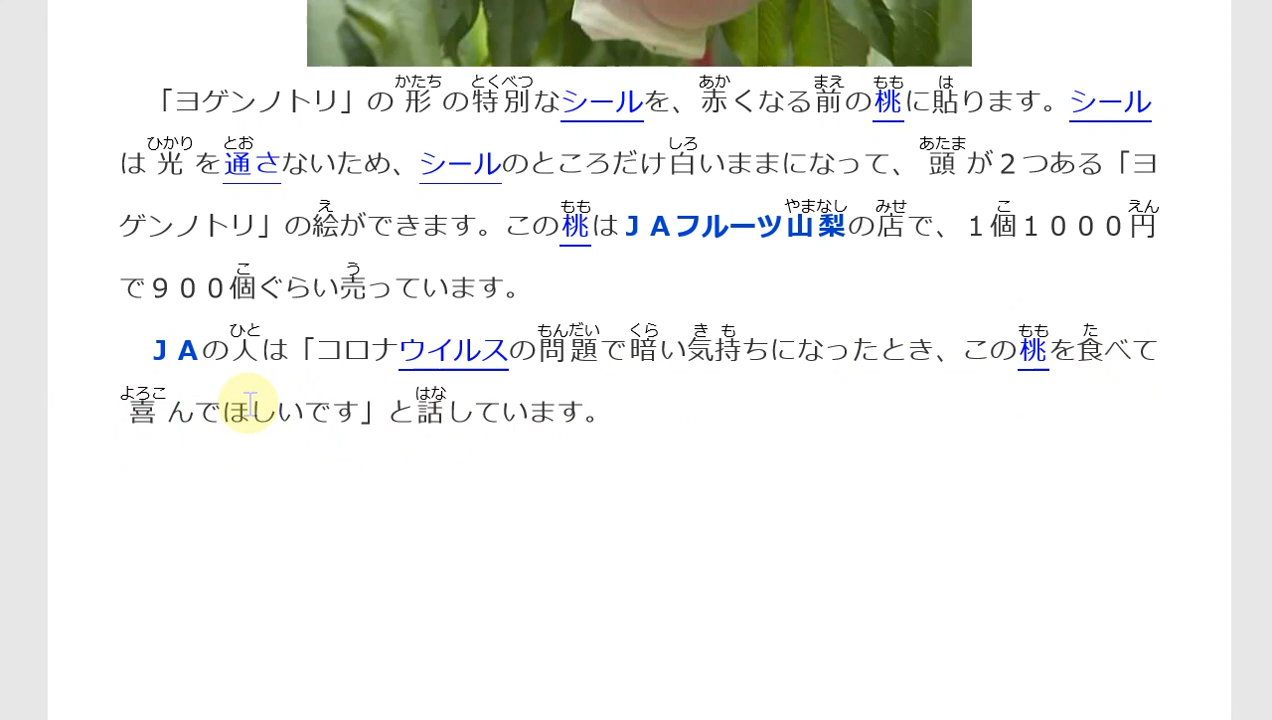 「ヨゲンノトリ」の形の特別なシールを、赤くなる前の桃に貼ります。シール
は光を通さないため、シールのところだけ白いままになって、頭が２つある「ヨ
ゲンノトリ」の絵ができます。この桃はＪＡフルーツ山梨の店で、１個１０００円
で９００個ぐらい売っています。
ＪＡの人は「コロナウイルスの問題で暗い気持ちになったとき、この桃を食べて
喜んでほしいです」と話しています。